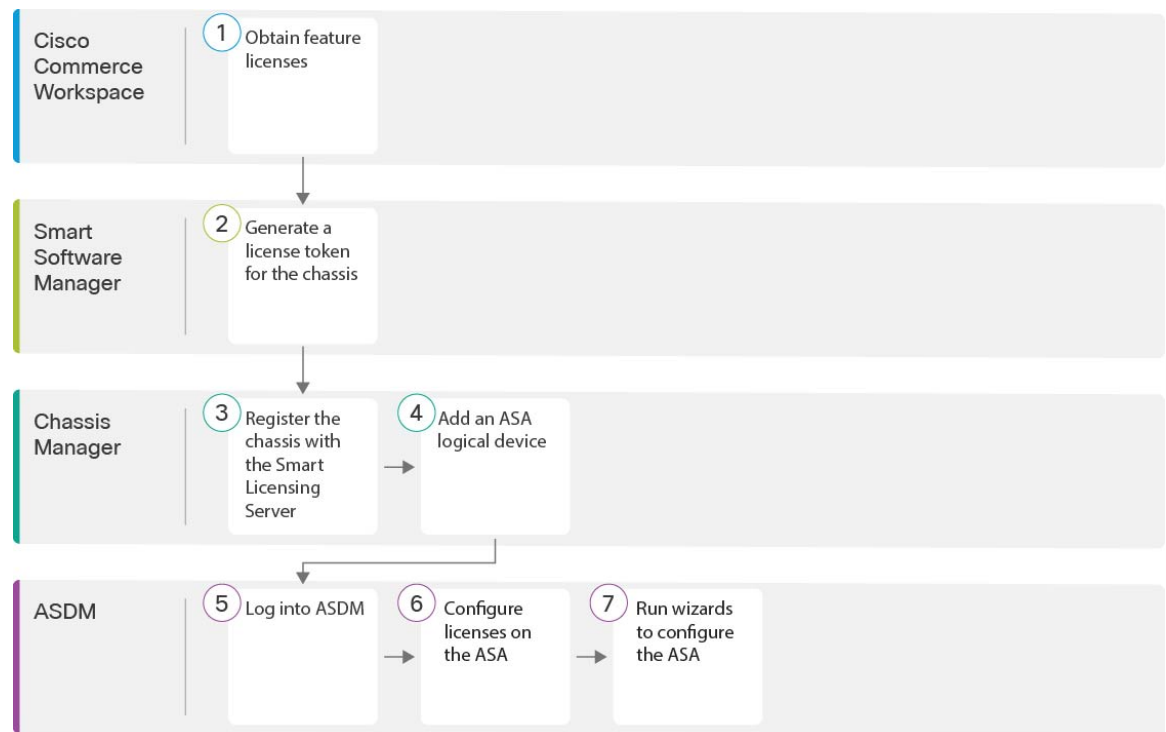 Cisco
Commerce
Workspace
1
Obtain feature
licenses
Smart
Software
Manager
2
Generate a
license token
for the chassis
Chassis
Manager
3
Register the
chassis with
the Smart
Licensing
Server
4
Add an ASA
logical device
ASDM
5
Log into ASDM
6
Configure
licenses on
the ASA
7
Run wizards
to configure
the ASA